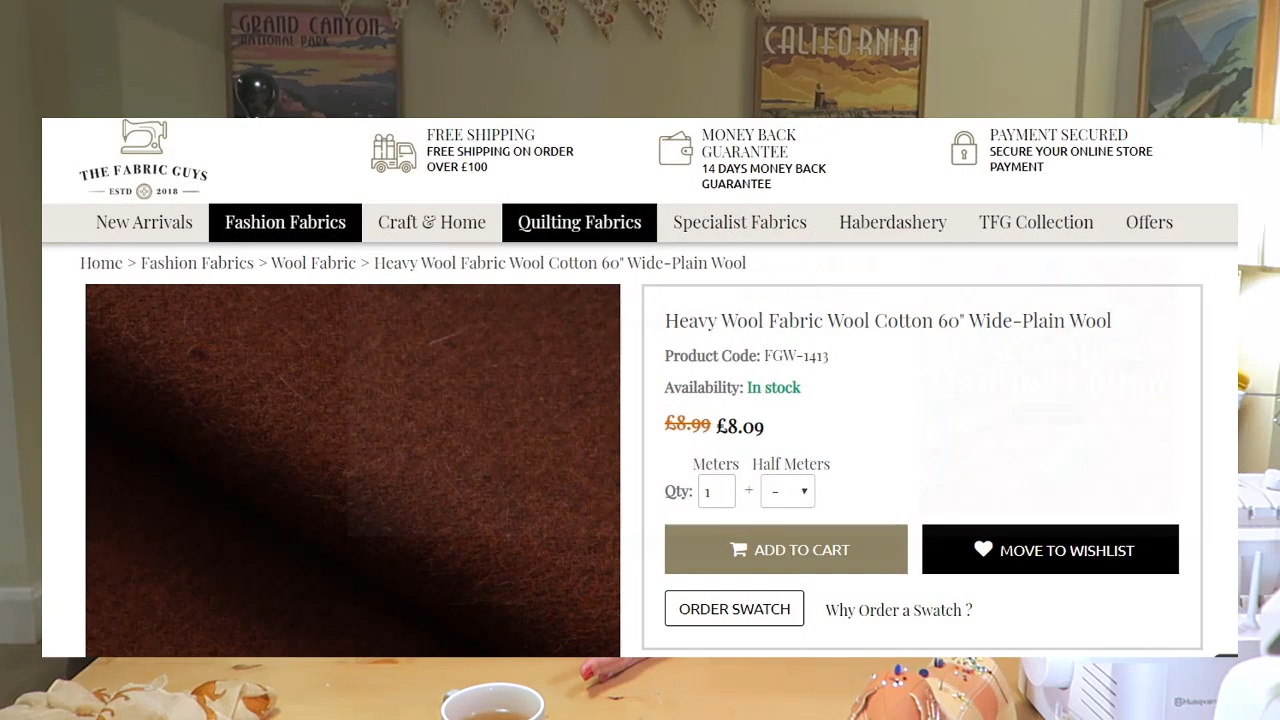 GRAND CANYON
NATIONAL PARK
CALIFORNIA
THE FABRIC GUYS
ESTD 2018
FREE SHIPPING
FREE SHIPPING ON ORDER
OVER £100
MONEY BACK
GUARANTEE
14 DAYS MONEY BACK
GUARANTEE
PAYMENT SECURED
SECURE YOUR ONLINE STORE
PAYMENT
New Arrivals Fashion Fabrics Craft & Home Quilting Fabrics Specialist Fabrics Haberdashery TFG Collection Offers
Home > Fashion Fabrics > Wool Fabric > Heavy Wool Fabric Wool Cotton 60" Wide-Plain Wool
Heavy Wool Fabric Wool Cotton 60" Wide-Plain Wool
Product Code: FGW-1413
Availability: In stock
£8.99 £8.09
Meters Half Meters
Qty: 1 + -
ADD TO CART
MOVE TO WISHLIST
ORDER SWATCH
Why Order a Swatch ?